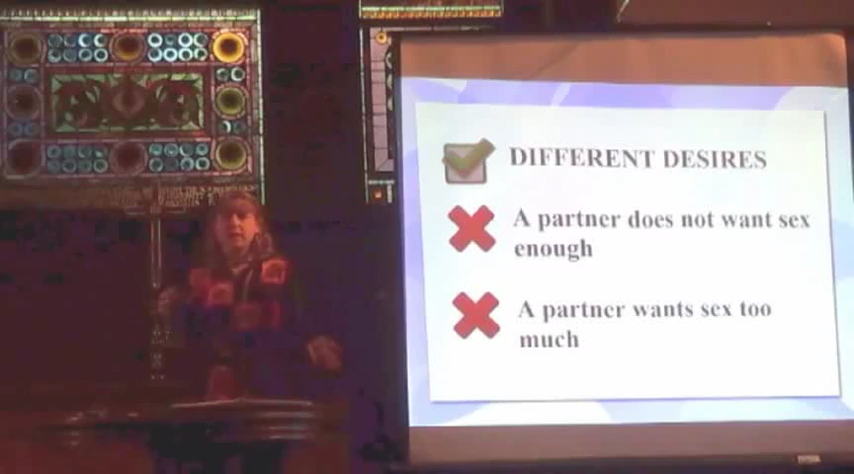 DIFFERENT DESIRES
A partner does not want sex
enough
A partner wants sex too
much